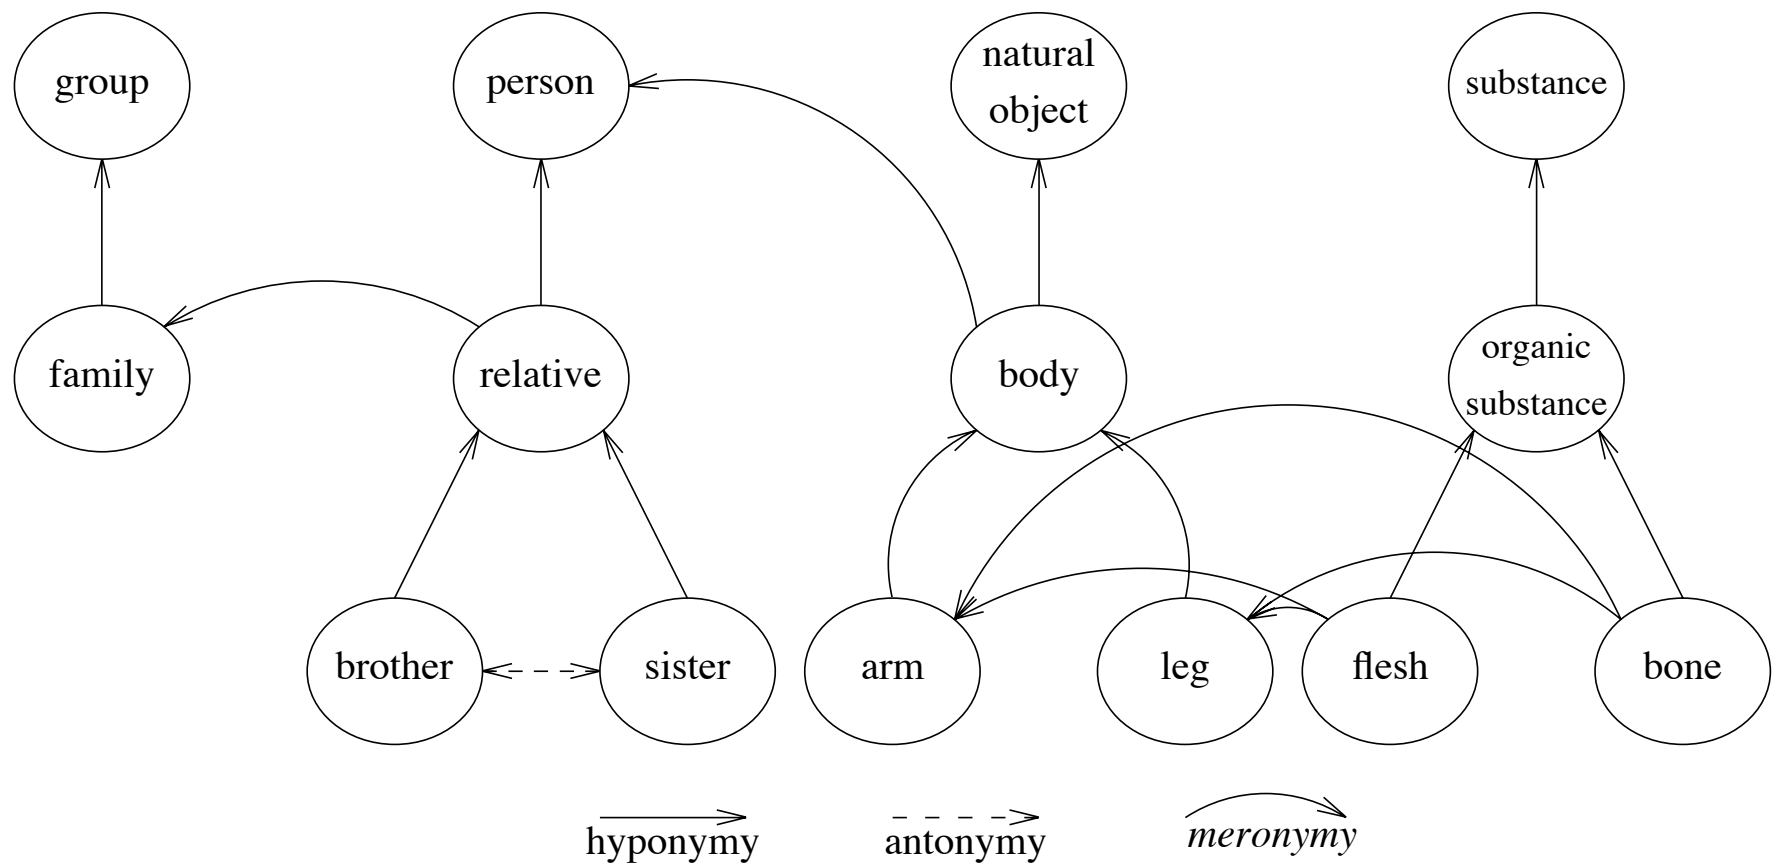 group
person
natural
object
substance
family
relative
body
organic
substance
brother
sister
arm
leg
flesh
bone
hyponymy
antonymy
meronymy